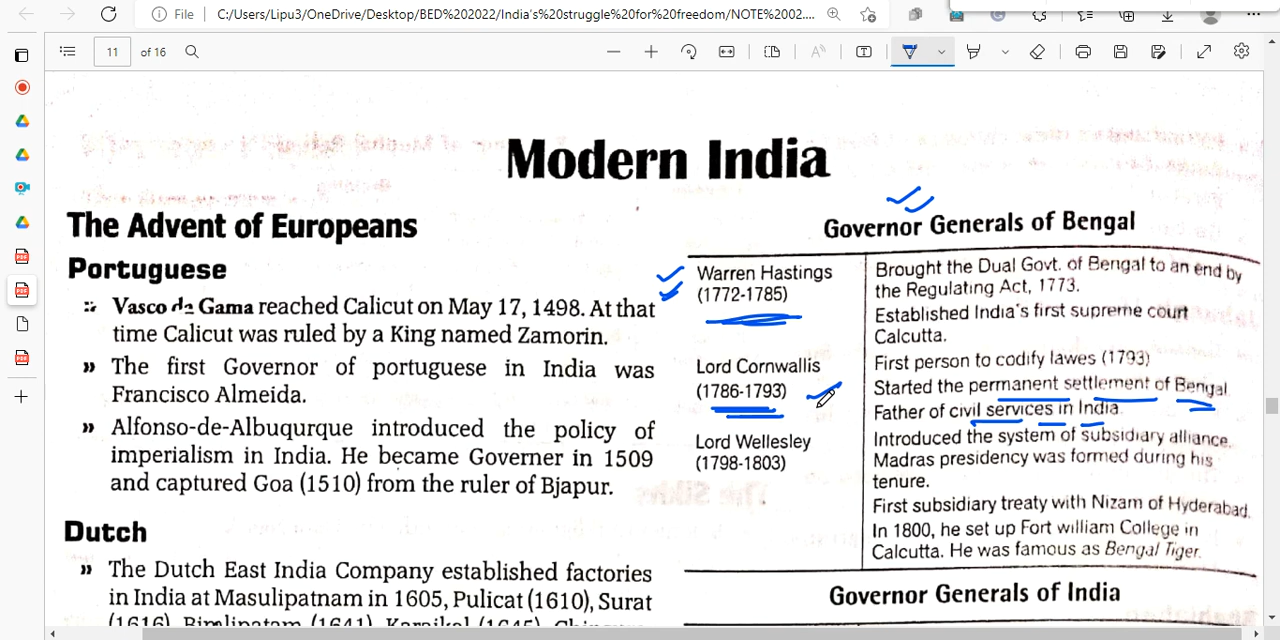 File
C:/Users/Lipu3/OneDrive/Desktop/BED%202022/India's%20struggle%20for%20freedom/NOTE%2002....
11
of 16
Modern India
The Advent of Europeans
Portuguese
Vasco da Gama reached Calicut on May 17, 1498. At that
time Calicut was ruled by a King named Zamorin.
» The first Governor of portuguese in India was
Francisco Almeida.
» Alfonso-de-Albuqurque introduced the policy of
imperialism in India. He became Governer in 1509
and captured Goa (1510) from the ruler of Bjapur.
Dutch
» The Dutch East India Company established factories
in India at Masulipatnam in 1605, Pulicat (1610), Surat
(1616), Bimlipatam (1641), Karaikal (1645),
Governor Generals of Bengal
Warren Hastings
(1772-1785)
Brought the Dual Govt. of Bengal to an end by
the Regulating Act, 1773.
Established India's first supreme court
Calcutta.
Lord Cornwallis
(1786-1793)
First person to codify lawes (1793)
Started the permanent settlement of Bengal
Father of civil services in India.
Lord Wellesley
(1798-1803)
Introduced the system of subsidiary alliance.
Madras presidency was formed during his
tenure.
First subsidiary treaty with Nizam of Hyderabad.
In 1800, he set up Fort william College in
Calcutta. He was famous as Bengal Tiger.
Governor Generals of India